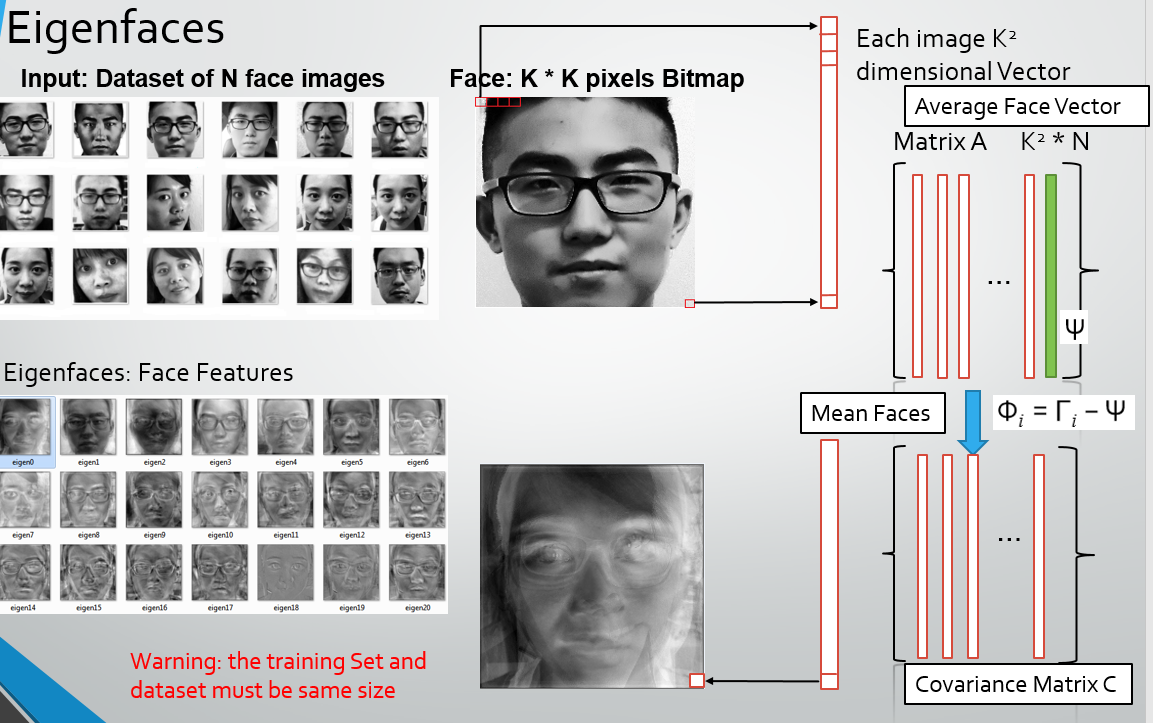 Eigenfaces
Input: Dataset of N face images
Face: K * K pixels Bitmap
Each image K²
dimensional Vector
Average Face Vector
Matrix A
K² * N
...
Ψ
Φᵢ = Γᵢ − Ψ
Eigenfaces: Face Features
eigen0 eigen1 eigen2 eigen3 eigen4 eigen5 eigen6
eigen7 eigen8 eigen9 eigen10 eigen11 eigen12 eigen13
eigen14 eigen15 eigen16 eigen17 eigen18 eigen19 eigen20
Mean Faces
...
Warning: the training Set and
dataset must be same size
Covariance Matrix C